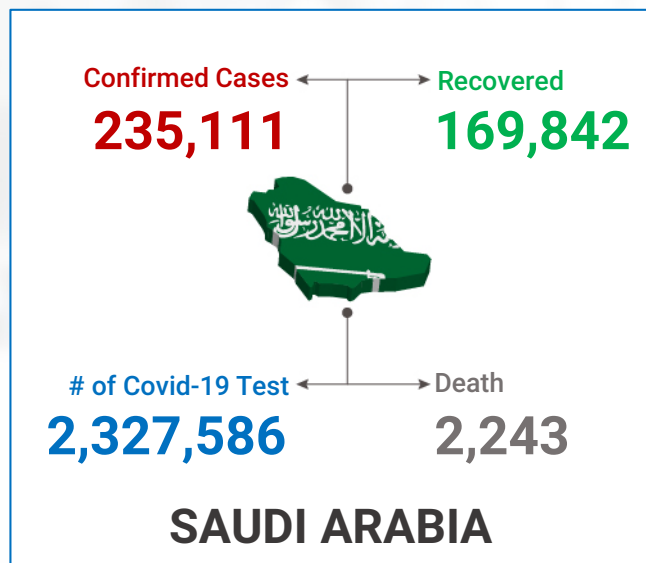 Confirmed Cases
235,111
Recovered
169,842
# of Covid-19 Test
2,327,586
Death
2,243
SAUDI ARABIA